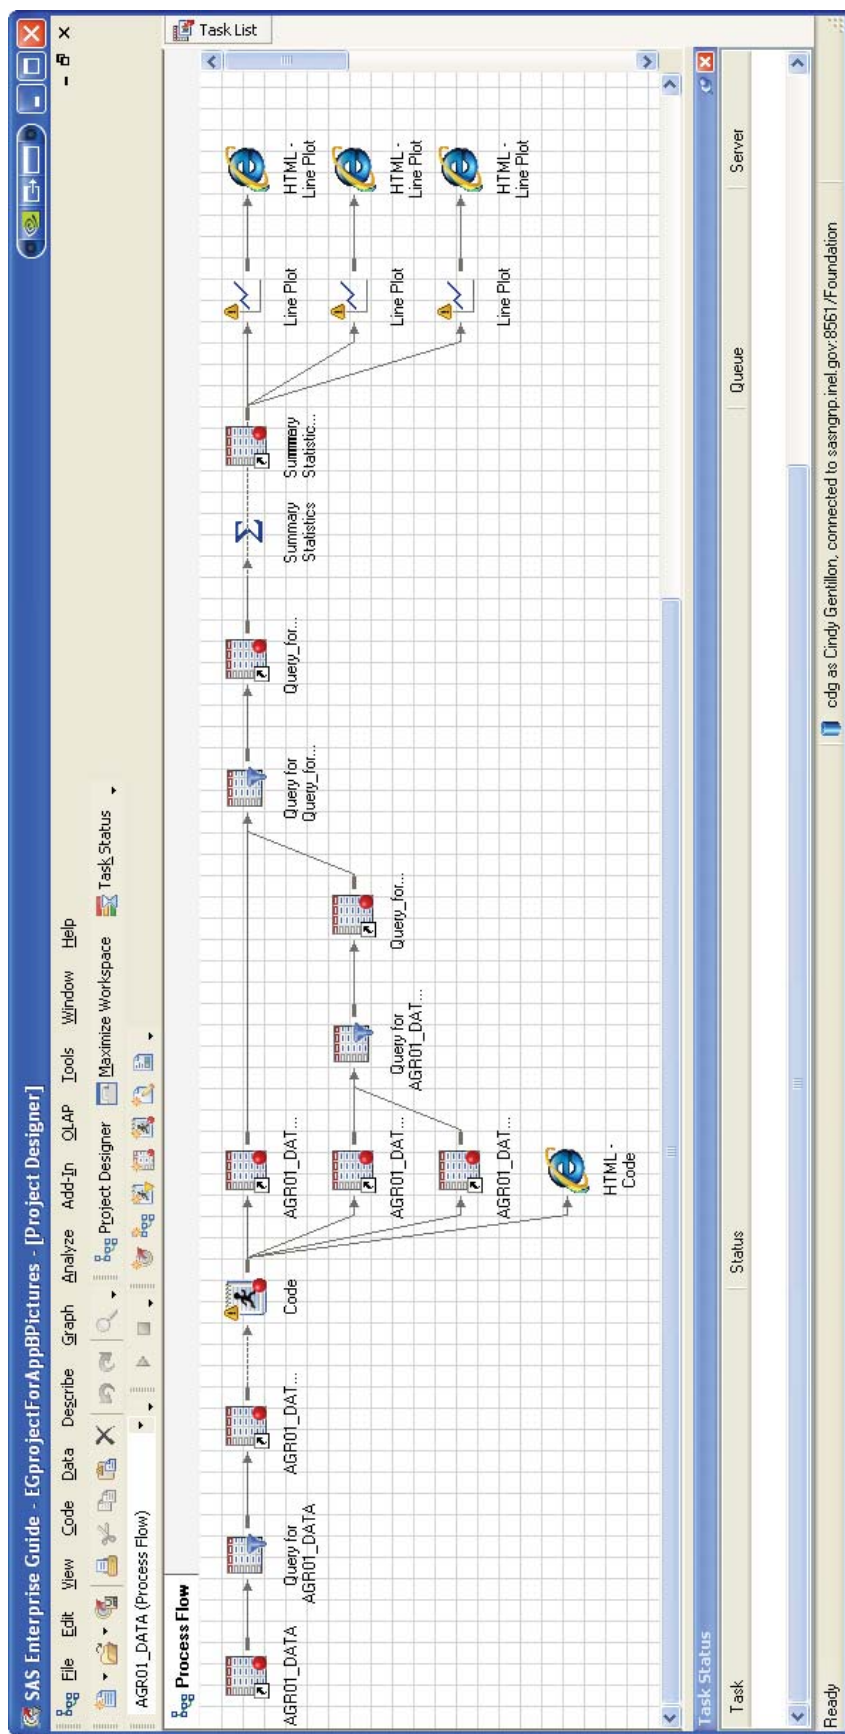 SAS Enterprise Guide - EGprojectForAppBPictures - [Project Designer]
File Edit View Code Data Describe Graph Analyze Add-In OLAP Tools Window Help
Project Designer Maximize Workspace Task Status
AGR01_DATA (Process Flow)
Process Flow
Task List
AGR01_DATA
Query for
AGR01_DATA
AGR01_DAT...
Code
AGR01_DAT...
AGR01_DAT...
AGR01_DAT...
HTML -
Code
Query for
AGR01_DAT...
Query_for...
Query for
Query_for...
Query_for...
Summary
Statistics
Summary
Statistic...
Line Plot
Line Plot
Line Plot
HTML -
Line Plot
HTML -
Line Plot
HTML -
Line Plot
Task Status
Task Status Queue Server
Ready cdg as Cindy Gentillon, connected to sasngnp.inel.gov:8561/Foundation